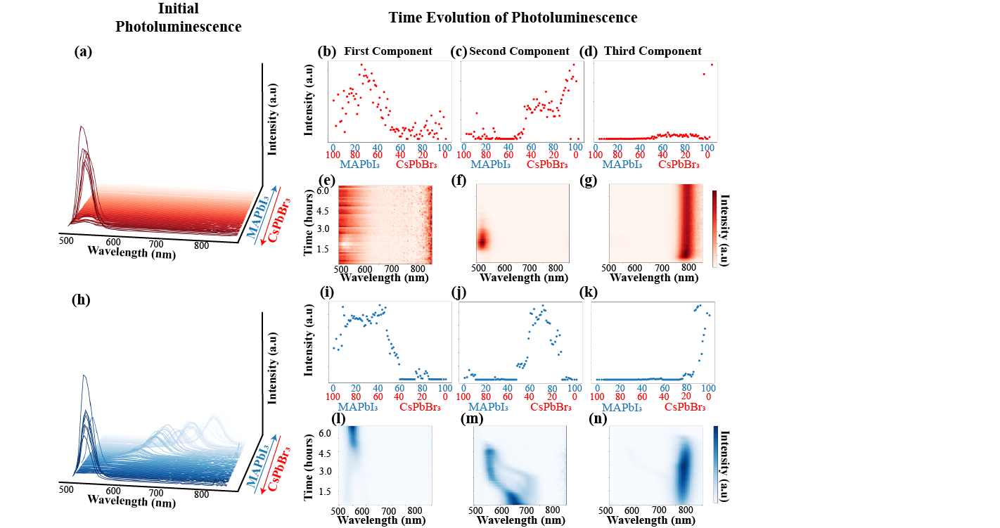 Initial
Photoluminescence
Time Evolution of Photoluminescence
(a)
Intensity (a.u)
MAPbI₃
CsPbBr₃
500 600 700 800
Wavelength (nm)
(b) First Component
(c) Second Component
(d) Third Component
Intensity (a.u)
0 20 40 60 80 100
100 80 60 40 20 0
MAPbI₃ CsPbBr₃
0 20 40 60 80 100
100 80 60 40 20 0
MAPbI₃ CsPbBr₃
0 20 40 60 80 100
100 80 60 40 20 0
MAPbI₃ CsPbBr₃
(e)
(f)
(g)
Time (hours)
6.0
4.5
3.0
1.5
500 600 700 800
Wavelength (nm)
500 600 700 800
Wavelength (nm)
500 600 700 800
Wavelength (nm)
Intensity (a.u)
(h)
Intensity (a.u)
MAPbI₃
CsPbBr₃
500 600 700 800
Wavelength (nm)
(i)
(j)
(k)
Intensity (a.u)
0 20 40 60 80 100
100 80 60 40 20 0
MAPbI₃ CsPbBr₃
0 20 40 60 80 100
100 80 60 40 20 0
MAPbI₃ CsPbBr₃
0 20 40 60 80 100
100 80 60 40 20 0
MAPbI₃ CsPbBr₃
(l)
(m)
(n)
Time (hours)
6.0
4.5
3.0
1.5
500 600 700 800
Wavelength (nm)
500 600 700 800
Wavelength (nm)
500 600 700 800
Wavelength (nm)
Intensity (a.u)